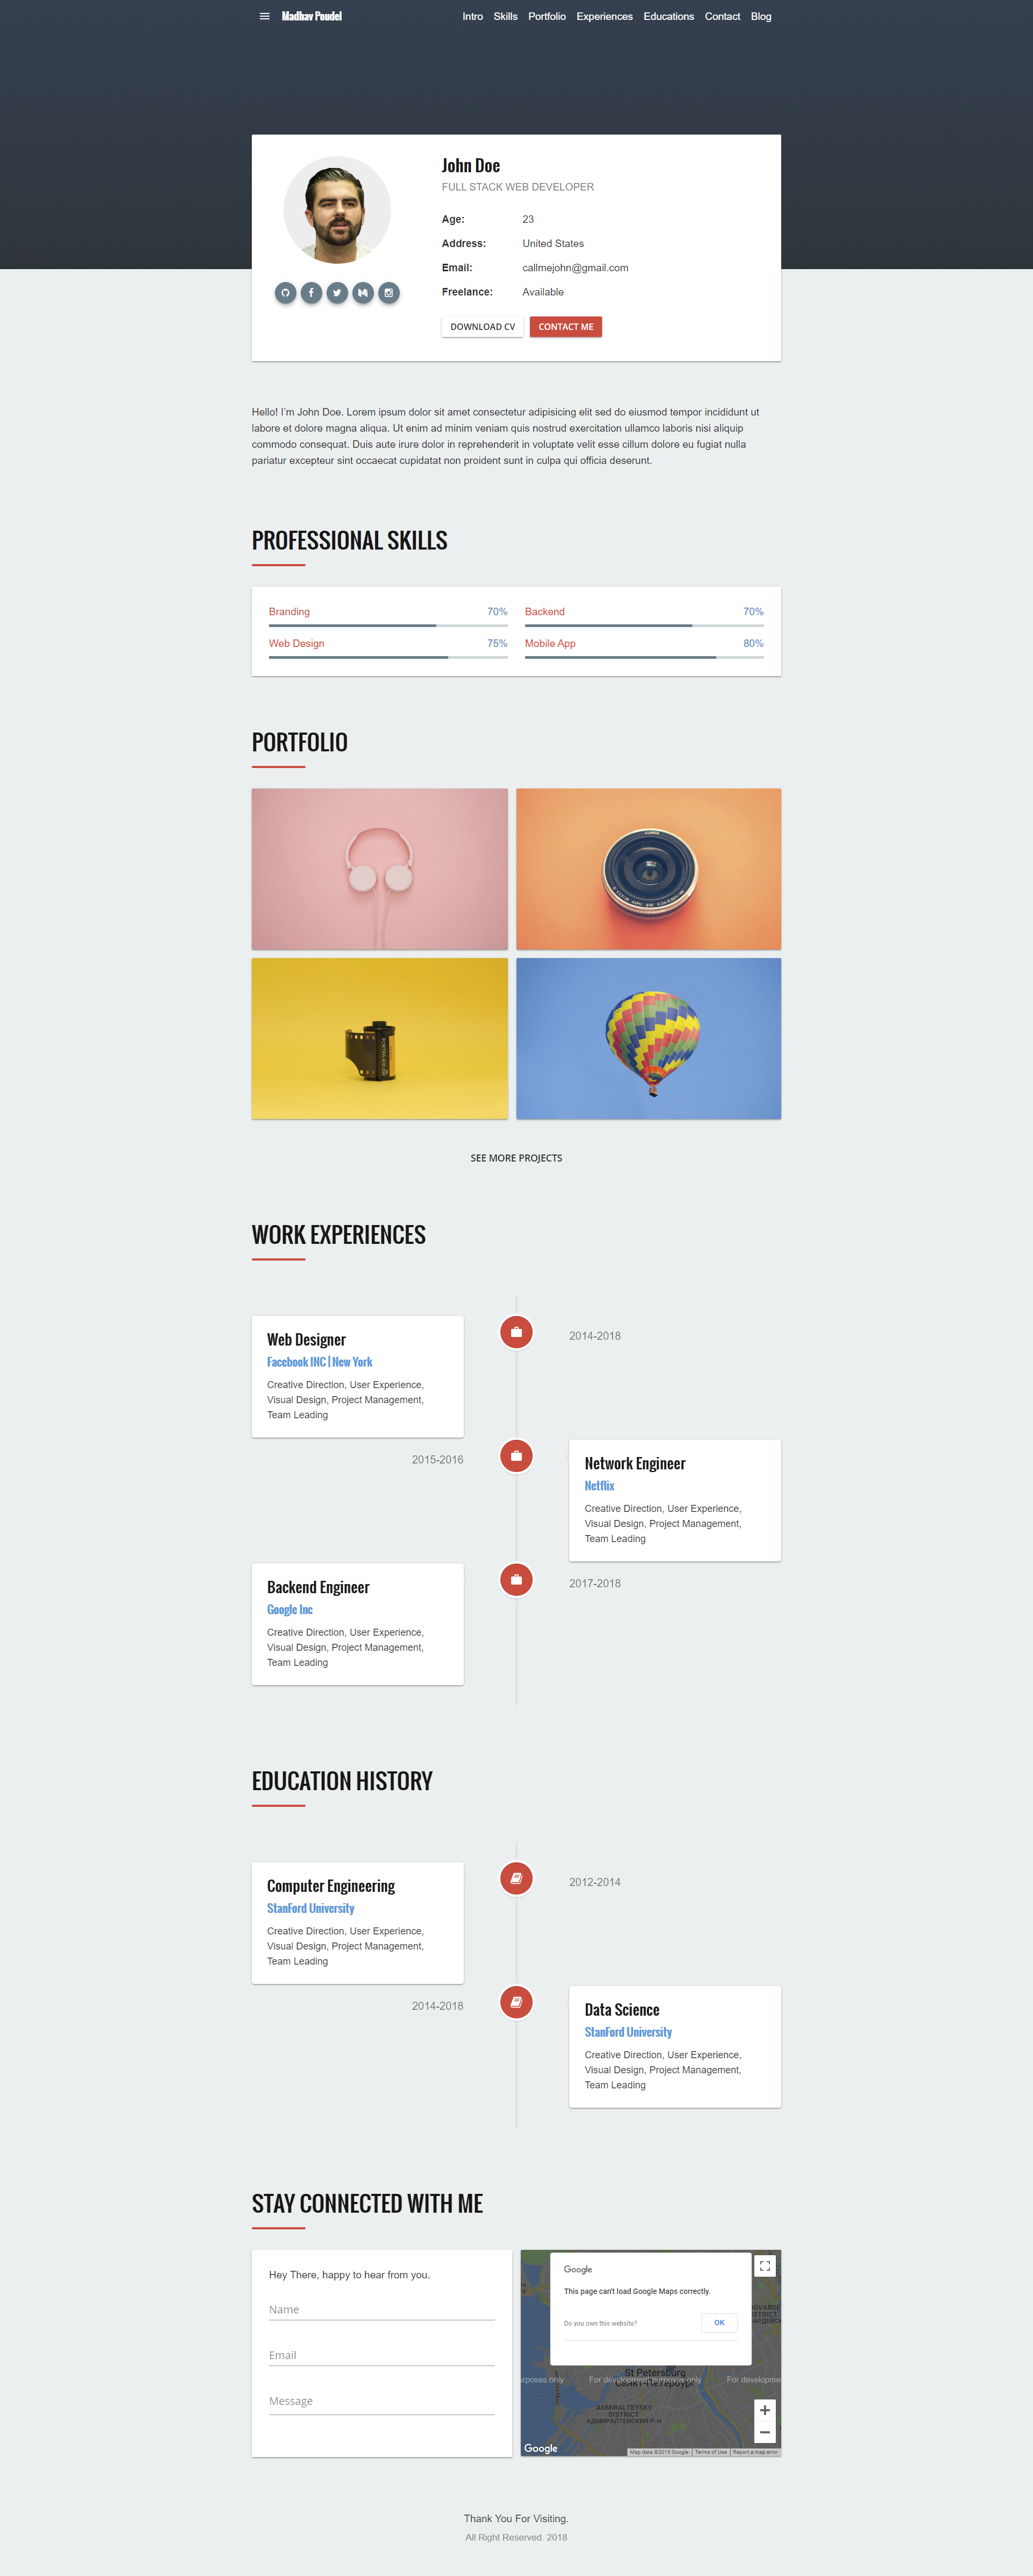 Madhav Poudel
Intro Skills Portfolio Experiences Educations Contact Blog
John Doe
FULL STACK WEB DEVELOPER
Age: 23
Address: United States
Email: callmejohn@gmail.com
Freelance: Available
DOWNLOAD CV CONTACT ME
Hello! I'm John Doe. Lorem ipsum dolor sit amet consectetur adipisicing elit sed do eiusmod tempor incididunt ut
labore et dolore magna aliqua. Ut enim ad minim veniam quis nostrud exercitation ullamco laboris nisi aliquip
commodo consequat. Duis aute irure dolor in reprehenderit in voluptate velit esse cillum dolore eu fugiat nulla
pariatur excepteur sint occaecat cupidatat non proident sunt in culpa qui officia deserunt.
PROFESSIONAL SKILLS
Branding 70%
Backend 70%
Web Design 75%
Mobile App 80%
PORTFOLIO
SEE MORE PROJECTS
WORK EXPERIENCES
Web Designer
Facebook INC | New York
Creative Direction, User Experience,
Visual Design, Project Management,
Team Leading
2014-2018
2015-2016
Network Engineer
Netflix
Creative Direction, User Experience,
Visual Design, Project Management,
Team Leading
Backend Engineer
Google Inc
Creative Direction, User Experience,
Visual Design, Project Management,
Team Leading
2017-2018
EDUCATION HISTORY
Computer Engineering
StanFord University
Creative Direction, User Experience,
Visual Design, Project Management,
Team Leading
2012-2014
2014-2018
Data Science
StanFord University
Creative Direction, User Experience,
Visual Design, Project Management,
Team Leading
STAY CONNECTED WITH ME
Hey There, happy to hear from you.
Name
Email
Message
Google
This page can't load Google Maps correctly.
Do you own this website? OK
St Petersburg
Санкт-Петербург
urposes only For development purposes only For developme
ADMIRALTEYSKY
DISTRICT
АДМИРАЛТЕЙСКИЙ Р-Н
Google
Map data ©2019 Google Terms of Use Report a map error
Thank You For Visiting.
All Right Reserved. 2018